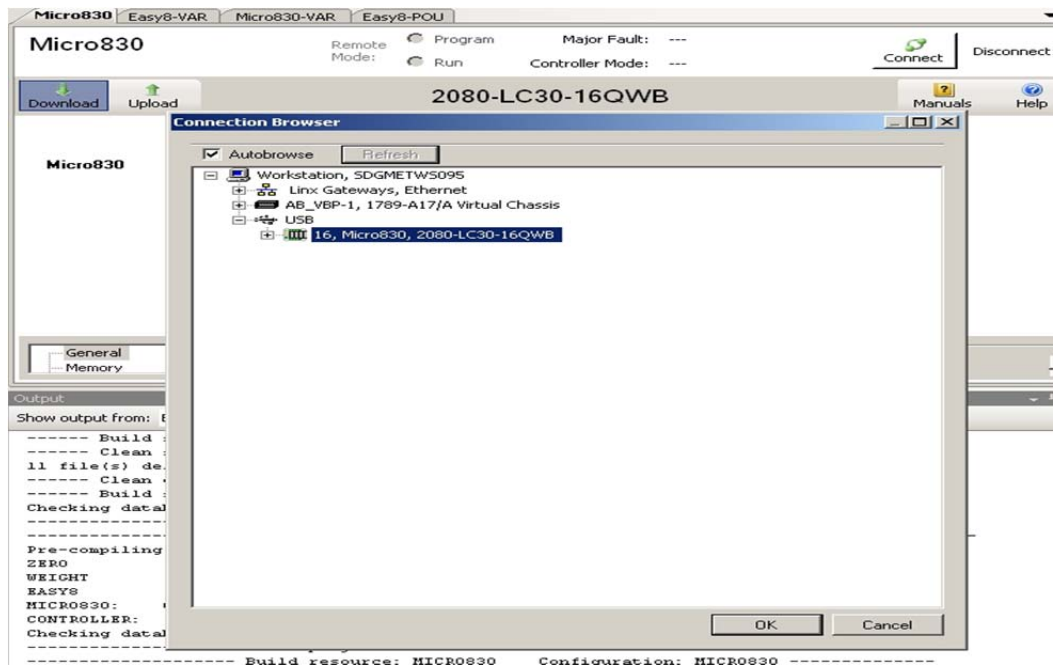 Micro830 Easy8-VAR Micro830-VAR Easy8-POU
Micro830
Remote Mode:
Program
Run
Major Fault: ---
Controller Mode: ---
Connect
Disconnect
Download
Upload
2080-LC30-16QWB
Manuals
Help
Micro830
Connection Browser
Autobrowse
Refresh
Workstation, SDGMETWS095
Linx Gateways, Ethernet
AB_VBP-1, 1789-A17/A Virtual Chassis
USB
16, Micro830, 2080-LC30-16QWB
OK
Cancel
General
Memory
Output
Show output from:
------ Build
------ Clean
ll file(s) de
------ Clean
------ Build
Checking datab
Pre-compiling
ZERO
WEIGHT
EASY8
MICRO830:
CONTROLLER:
Checking datab
-------------------- Build resource: MICRO830 Configuration: MICRO830 --------------